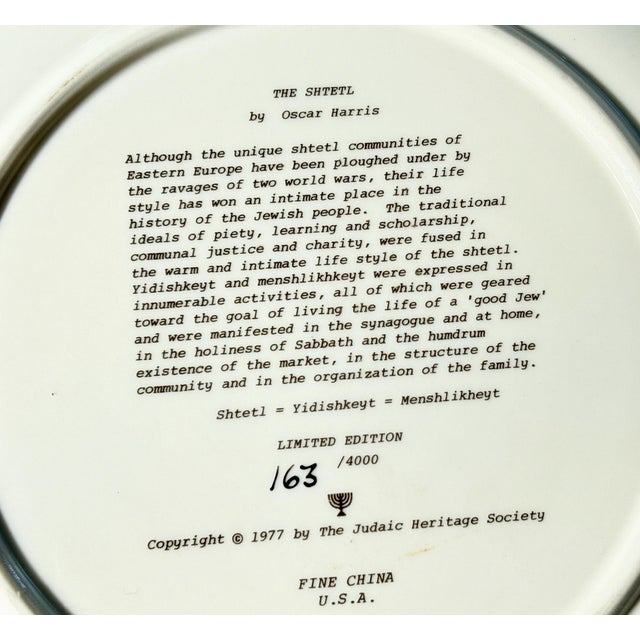 THE SHTETL
by Oscar Harris
Although the unique shtetl communities of
Eastern Europe have been ploughed under by
the ravages of two world wars, their life
style has won an intimate place in the
history of the Jewish people. The traditional
ideals of piety, learning and scholarship,
communal justice and charity, were fused in
the warm and intimate life style of the shtetl.
Yidishkeyt and menshlikhkeyt were expressed in
innumerable activities, all of which were geared
toward the goal of living the life of a 'good Jew'
and were manifested in the synagogue and at home,
in the holiness of Sabbath and the humdrum
existence of the market, in the structure of the
community and in the organization of the family.
Shtetl = Yidishkeyt = Menshlikheyt
LIMITED EDITION
163 /4000
Copyright © 1977 by The Judaic Heritage Society
FINE CHINA
U.S.A.